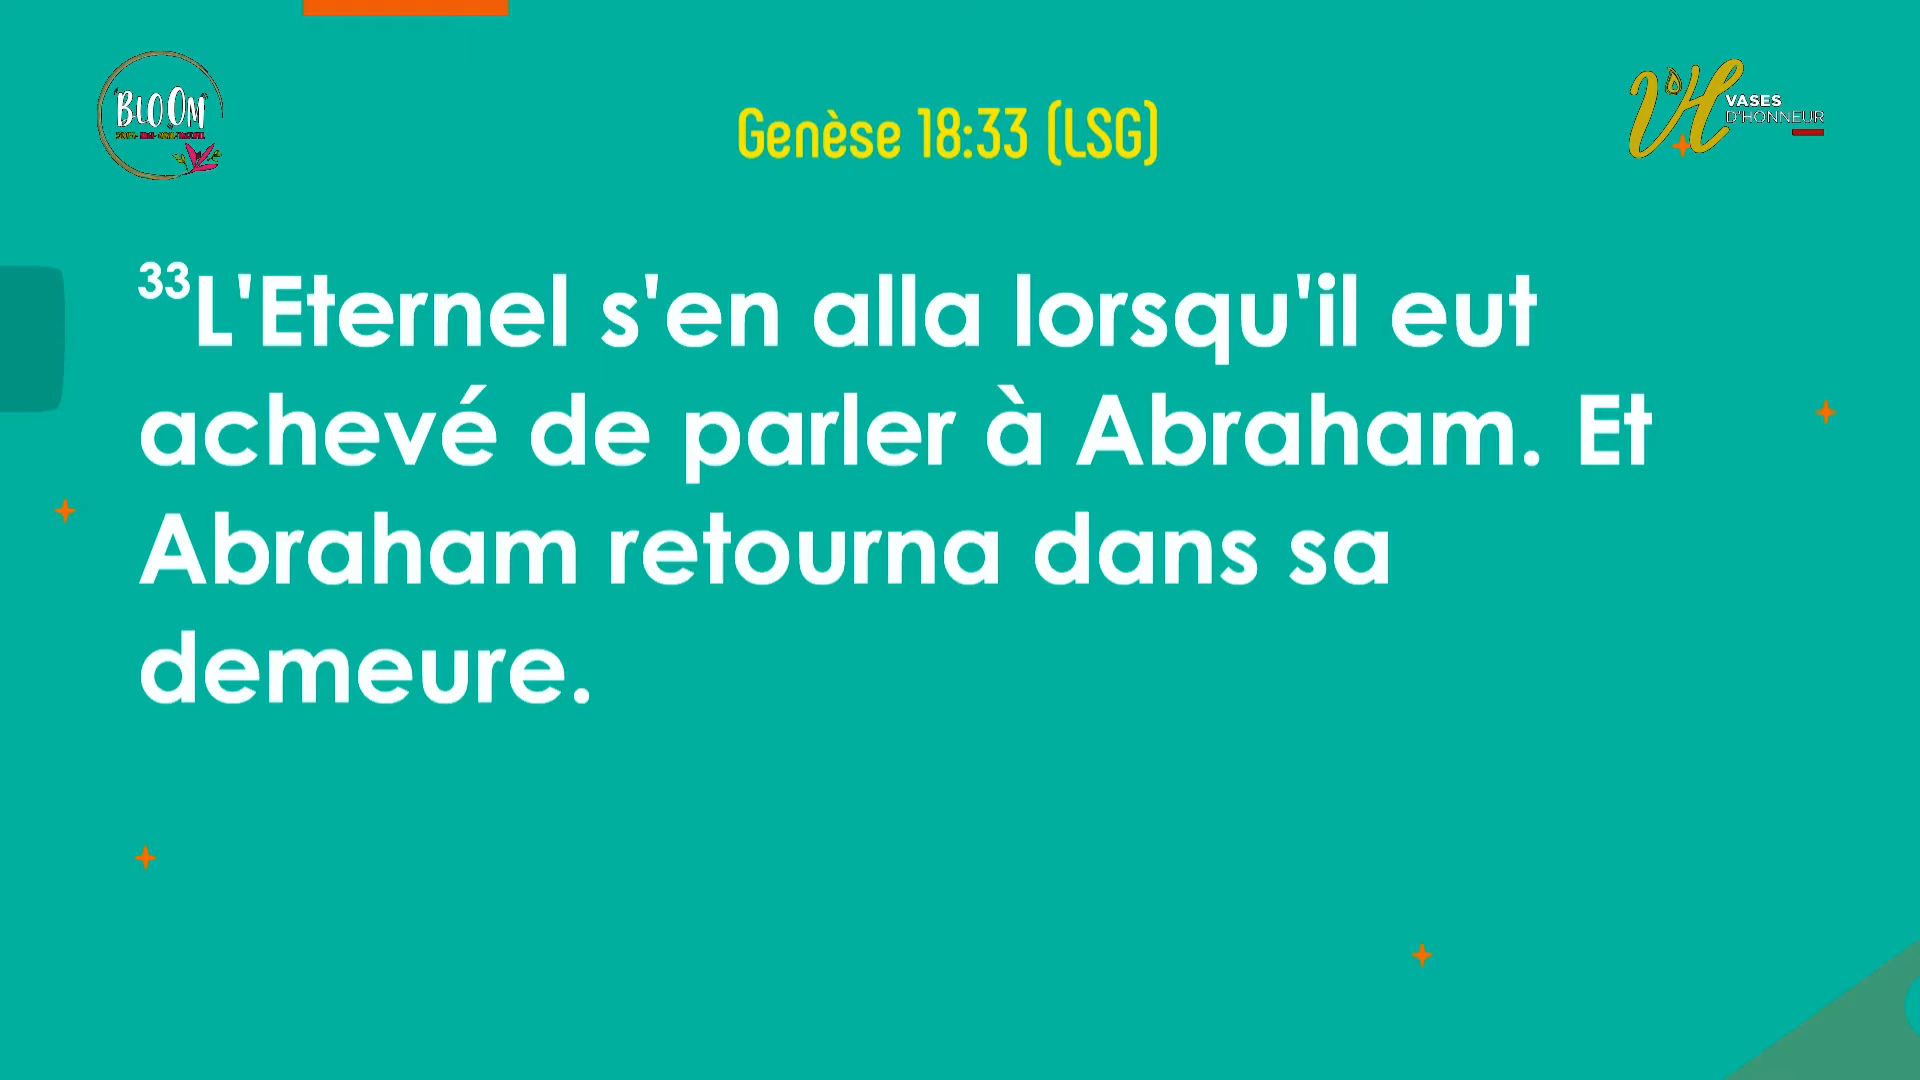 BLOOM
VASES
D'HONNEUR
Genèse 18:33 (LSG)
33L'Eternel s'en alla lorsqu'il eut
achevé de parler à Abraham. Et
Abraham retourna dans sa
demeure.